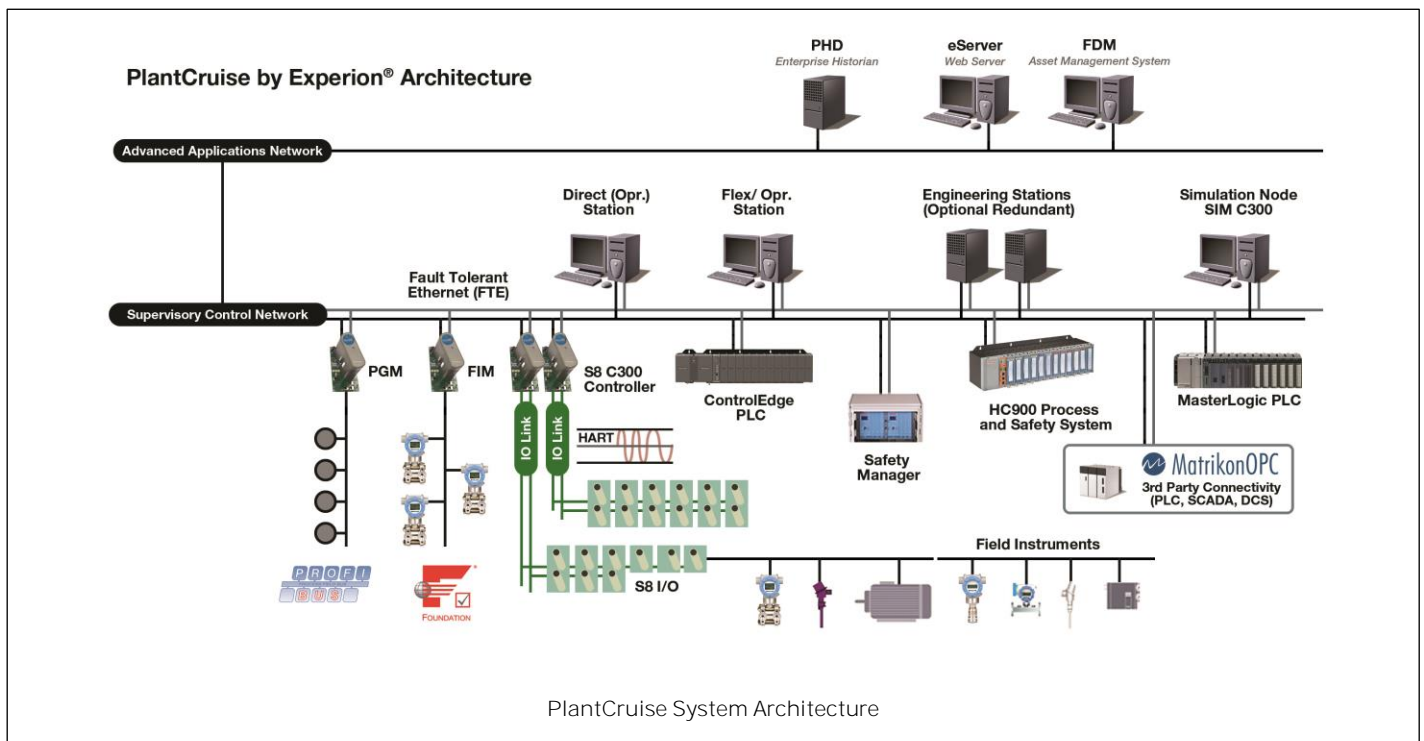 PlantCruise by Experion® Architecture
PHD
Enterprise Historian
eServer
Web Server
FDM
Asset Management System
Advanced Applications Network
Direct (Opr.)
Station
Flex/ Opr.
Station
Engineering Stations
(Optional Redundant)
Simulation Node
SIM C300
Fault Tolerant
Ethernet (FTE)
Supervisory Control Network
PGM
FIM
S8 C300
Controller
ControlEdge
PLC
Safety
Manager
HC900 Process
and Safety System
MasterLogic PLC
IO Link
IO Link
HART
MatrikonOPC
3rd Party Connectivity
(PLC, SCADA, DCS)
S8 I/O
Field Instruments
PROFI
BUS
FOUNDATION
PlantCruise System Architecture